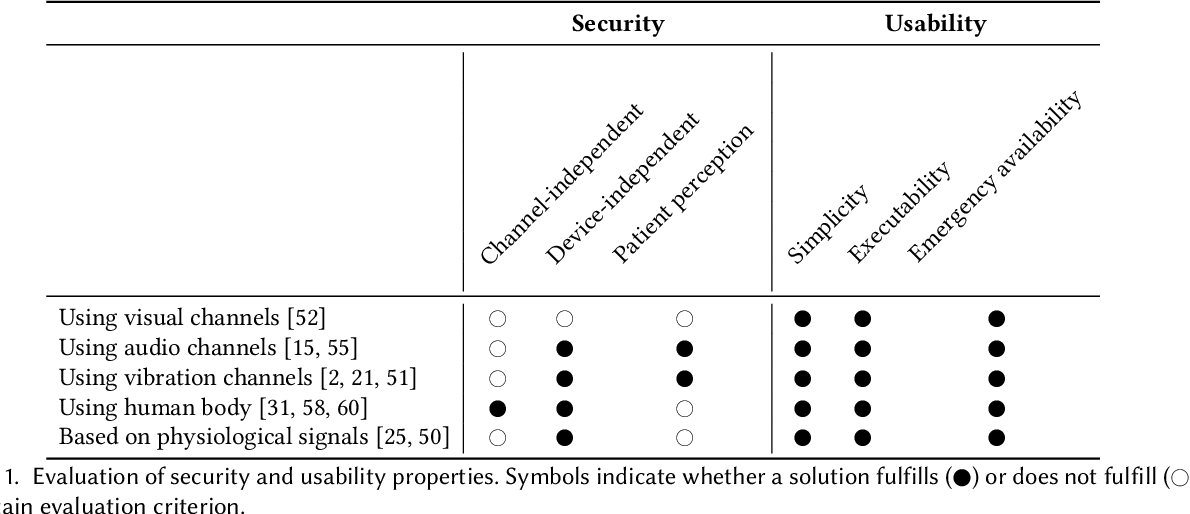 Security Usability
Channel-independent
Device-independent
Patient perception
Simplicity
Executability
Emergency availability
Using visual channels [52] ○ ○ ○ ● ● ●
Using audio channels [15, 55] ○ ● ● ● ● ●
Using vibration channels [2, 21, 51] ○ ● ● ● ● ●
Using human body [31, 58, 60] ● ● ○ ● ● ●
Based on physiological signals [25, 50] ○ ● ○ ● ● ●
1. Evaluation of security and usability properties. Symbols indicate whether a solution fulfills (●) or does not fulfill (○
tain evaluation criterion.